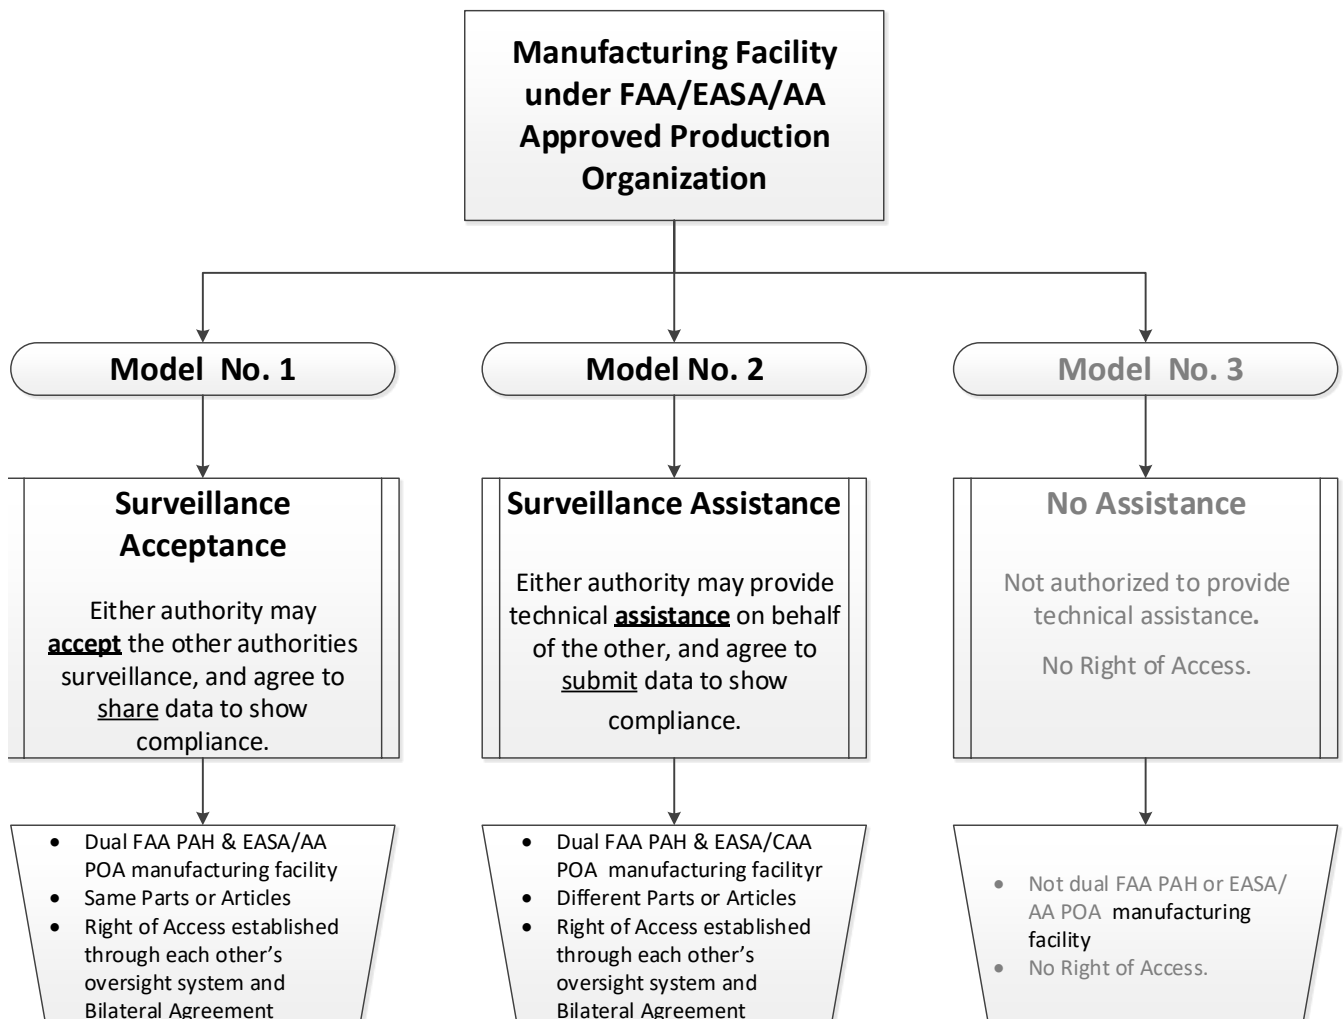 Manufacturing Facility
under FAA/EASA/AA
Approved Production
Organization
Model No. 1
Model No. 2
Model No. 3
Surveillance
Acceptance
Either authority may
accept the other authorities
surveillance, and agree to
share data to show
compliance.
Surveillance Assistance
Either authority may provide
technical assistance on behalf
of the other, and agree to
submit data to show
compliance.
No Assistance
Not authorized to provide
technical assistance.
No Right of Access.
• Dual FAA PAH & EASA/AA
POA manufacturing facility
• Same Parts or Articles
• Right of Access established
through each other’s
oversight system and
Bilateral Agreement
• Dual FAA PAH & EASA/CAA
POA manufacturing facilityr
• Different Parts or Articles
• Right of Access established
through each other’s
oversight system and
Bilateral Agreement
• Not dual FAA PAH or EASA/
AA POA manufacturing
facility
• No Right of Access.